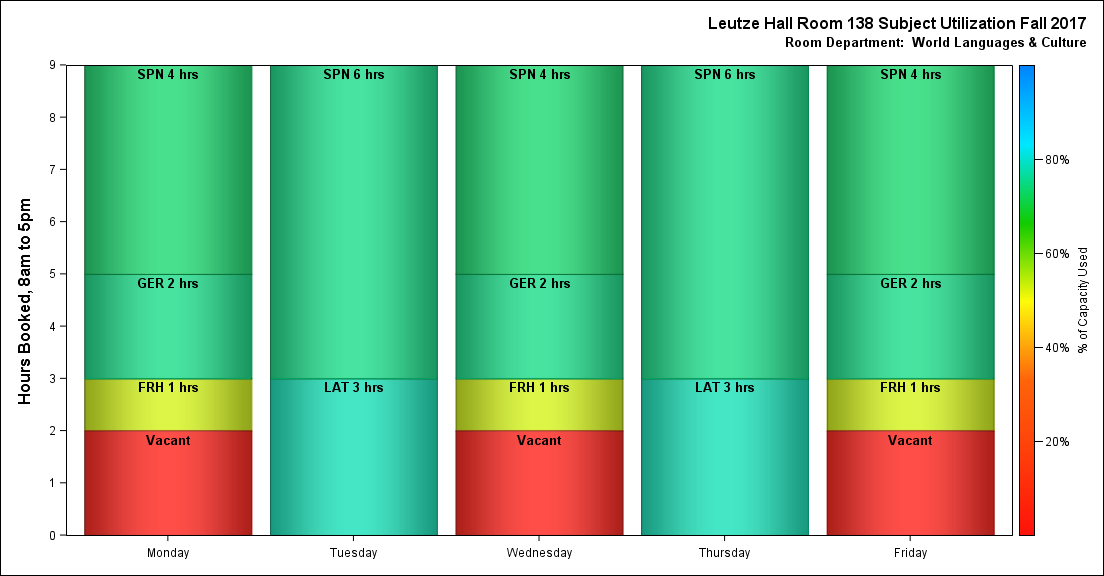 Leutze Hall Room 138 Subject Utilization Fall 2017
Room Department:  World Languages & Culture
Hours Booked, 8am to 5pm
9
8
7
6
5
4
3
2
1
0
SPN 4 hrs
GER 2 hrs
FRH 1 hrs
Vacant
SPN 6 hrs
LAT 3 hrs
SPN 4 hrs
GER 2 hrs
FRH 1 hrs
Vacant
SPN 6 hrs
LAT 3 hrs
SPN 4 hrs
GER 2 hrs
FRH 1 hrs
Vacant
Monday
Tuesday
Wednesday
Thursday
Friday
80%
60%
40%
20%
% of Capacity Used